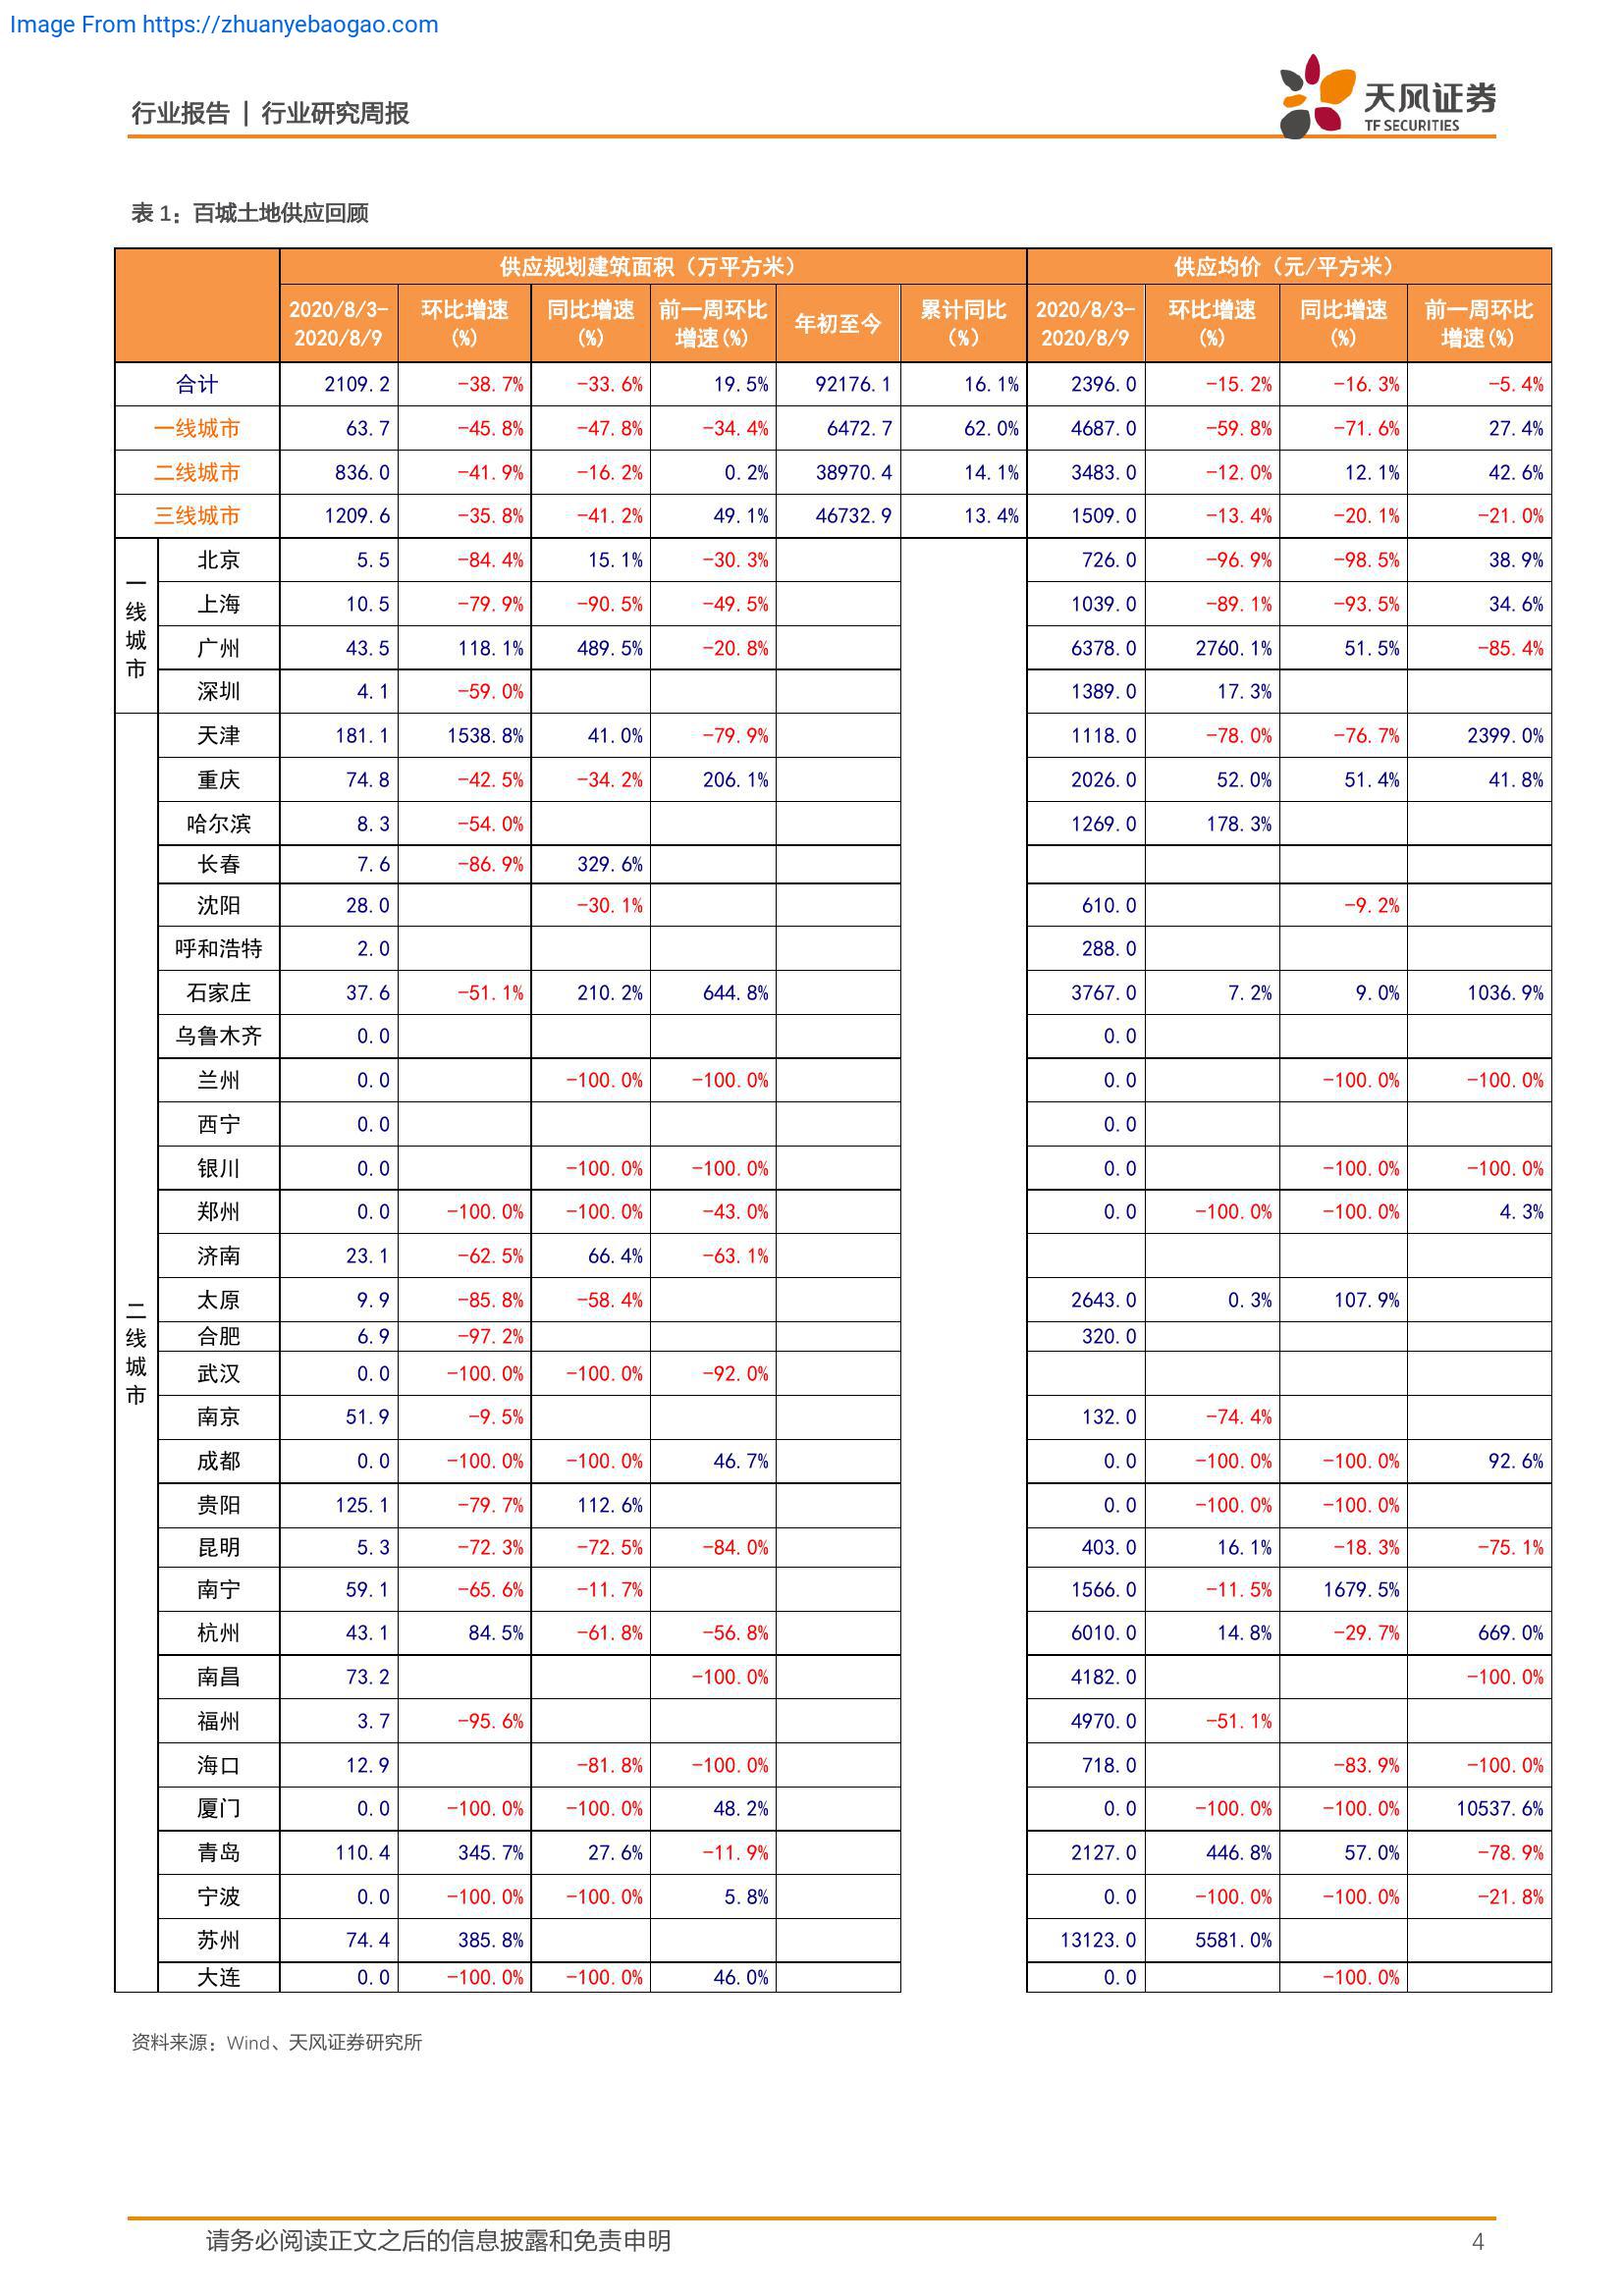 Image From https://zhuanyebaogao.com
行业报告 | 行业研究周报
天风证券
TF SECURITIES
表 1：百城土地供应回顾
供应规划建筑面积（万平方米） 供应均价（元/平方米）
2020/8/3-2020/8/9 环比增速(%) 同比增速(%) 前一周环比增速(%) 年初至今 累计同比(%) 2020/8/3-2020/8/9 环比增速(%) 同比增速(%) 前一周环比增速(%)
合计 2109.2 -38.7% -33.6% 19.5% 92176.1 16.1% 2396.0 -15.2% -16.3% -5.4%
一线城市 63.7 -45.8% -47.8% -34.4% 6472.7 62.0% 4687.0 -59.8% -71.6% 27.4%
二线城市 836.0 -41.9% -16.2% 0.2% 38970.4 14.1% 3483.0 -12.0% 12.1% 42.6%
三线城市 1209.6 -35.8% -41.2% 49.1% 46732.9 13.4% 1509.0 -13.4% -20.1% -21.0%
一线城市
北京 5.5 -84.4% 15.1% -30.3% 726.0 -96.9% -98.5% 38.9%
上海 10.5 -79.9% -90.5% -49.5% 1039.0 -89.1% -93.5% 34.6%
广州 43.5 118.1% 489.5% -20.8% 6378.0 2760.1% 51.5% -85.4%
深圳 4.1 -59.0% 1389.0 17.3%
二线城市
天津 181.1 1538.8% 41.0% -79.9% 1118.0 -78.0% -76.7% 2399.0%
重庆 74.8 -42.5% -34.2% 206.1% 2026.0 52.0% 51.4% 41.8%
哈尔滨 8.3 -54.0% 1269.0 178.3%
长春 7.6 -86.9% 329.6%
沈阳 28.0 -30.1% 610.0 -9.2%
呼和浩特 2.0 288.0
石家庄 37.6 -51.1% 210.2% 644.8% 3767.0 7.2% 9.0% 1036.9%
乌鲁木齐 0.0 0.0
兰州 0.0 -100.0% -100.0% 0.0 -100.0% -100.0%
西宁 0.0 0.0
银川 0.0 -100.0% -100.0% 0.0 -100.0% -100.0%
郑州 0.0 -100.0% -100.0% -43.0% 0.0 -100.0% -100.0% 4.3%
济南 23.1 -62.5% 66.4% -63.1%
太原 9.9 -85.8% -58.4% 2643.0 0.3% 107.9%
合肥 6.9 -97.2% 320.0
武汉 0.0 -100.0% -100.0% -92.0%
南京 51.9 -9.5% 132.0 -74.4%
成都 0.0 -100.0% -100.0% 46.7% 0.0 -100.0% -100.0% 92.6%
贵阳 125.1 -79.7% 112.6% 0.0 -100.0% -100.0%
昆明 5.3 -72.3% -72.5% -84.0% 403.0 16.1% -18.3% -75.1%
南宁 59.1 -65.6% -11.7% 1566.0 -11.5% 1679.5%
杭州 43.1 84.5% -61.8% -56.8% 6010.0 14.8% -29.7% 669.0%
南昌 73.2 -100.0% 4182.0 -100.0%
福州 3.7 -95.6% 4970.0 -51.1%
海口 12.9 -81.8% -100.0% 718.0 -83.9% -100.0%
厦门 0.0 -100.0% -100.0% 48.2% 0.0 -100.0% -100.0% 10537.6%
青岛 110.4 345.7% 27.6% -11.9% 2127.0 446.8% 57.0% -78.9%
宁波 0.0 -100.0% -100.0% 5.8% 0.0 -100.0% -100.0% -21.8%
苏州 74.4 385.8% 13123.0 5581.0%
大连 0.0 -100.0% -100.0% 46.0% 0.0 -100.0%
资料来源：Wind、天风证券研究所
请务必阅读正文之后的信息披露和免责申明 4